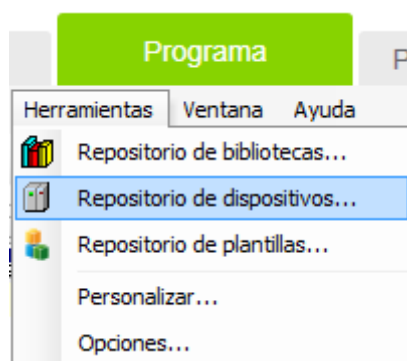 Programa P
Herramientas Ventana Ayuda
Repositorio de bibliotecas...
Repositorio de dispositivos...
Repositorio de plantillas...
Personalizar...
Opciones...